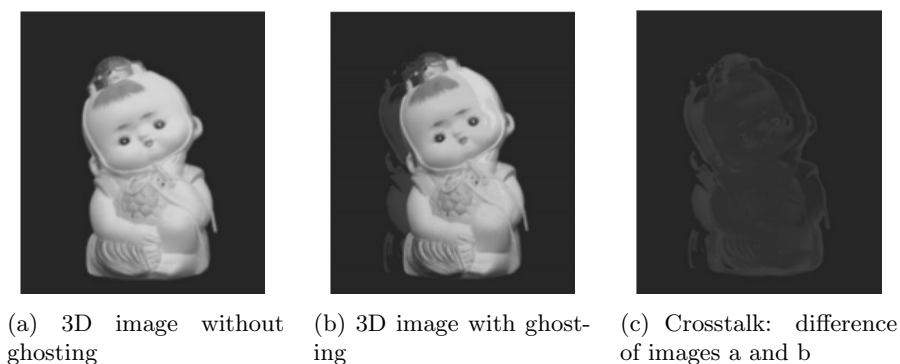 (a) 3D image without
ghosting
(b) 3D image with ghost-
ing
(c) Crosstalk: difference
of images a and b